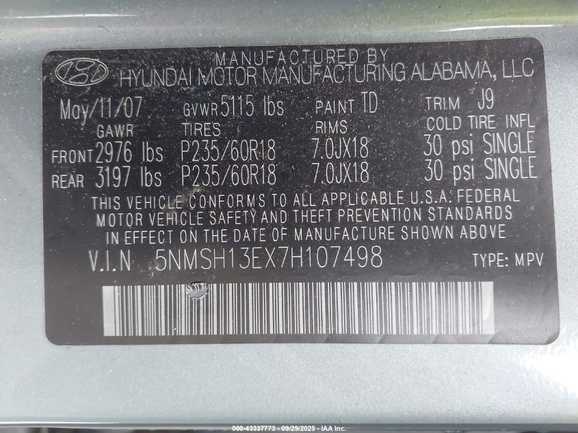 MANUFACTURED BY
HYUNDAI MOTOR MANUFACTURING ALABAMA, LLC
May/11/07 GVWR 5115 lbs PAINT TD TRIM J9
GAWR TIRES RIMS COLD TIRE INFL
FRONT 2976 lbs P235/60R18 7.0JX18 30 psi SINGLE
REAR 3197 lbs P235/60R18 7.0JX18 30 psi SINGLE
THIS VEHICLE CONFORMS TO ALL APPLICABLE U.S.A. FEDERAL
MOTOR VEHICLE SAFETY AND THEFT PREVENTION STANDARDS
IN EFFECT ON THE DATE OF MANUFACTURE SHOWN ABOVE
V.I.N 5NMSH13EX7H107498 TYPE: MPV
000-43337773 - 09/29/2025 - © IAA Inc.